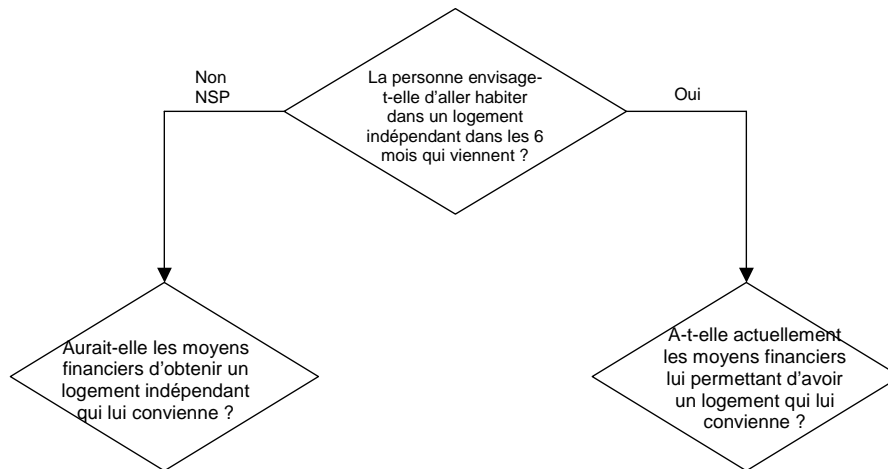 Non
NSP
La personne envisage-
t-elle d'aller habiter
dans un logement
indépendant dans les 6
mois qui viennent ?
Oui
Aurait-elle les moyens
financiers d'obtenir un
logement indépendant
qui lui convienne ?
A-t-elle actuellement
les moyens financiers
lui permettant d'avoir
un logement qui lui
convienne ?